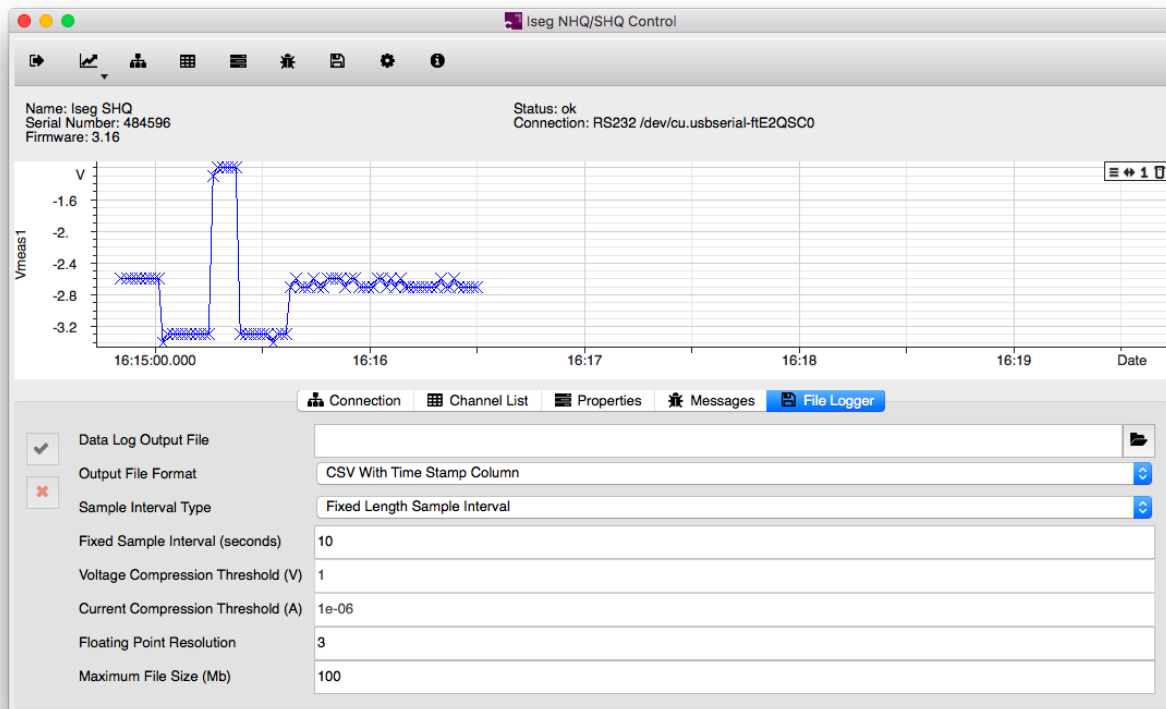 Iseg NHQ/SHQ Control
Name: Iseg SHQ
Serial Number: 484596
Firmware: 3.16
Status: ok
Connection: RS232 /dev/cu.usbserial-ftE2QSC0
V
1
-1.6
-2.
-2.4
-2.8
-3.2
Vmeas1
16:15:00.000 16:16 16:17 16:18 16:19 Date
Connection Channel List Properties Messages File Logger
Data Log Output File
Output File Format CSV With Time Stamp Column
Sample Interval Type Fixed Length Sample Interval
Fixed Sample Interval (seconds) 10
Voltage Compression Threshold (V) 1
Current Compression Threshold (A) 1e-06
Floating Point Resolution 3
Maximum File Size (Mb) 100